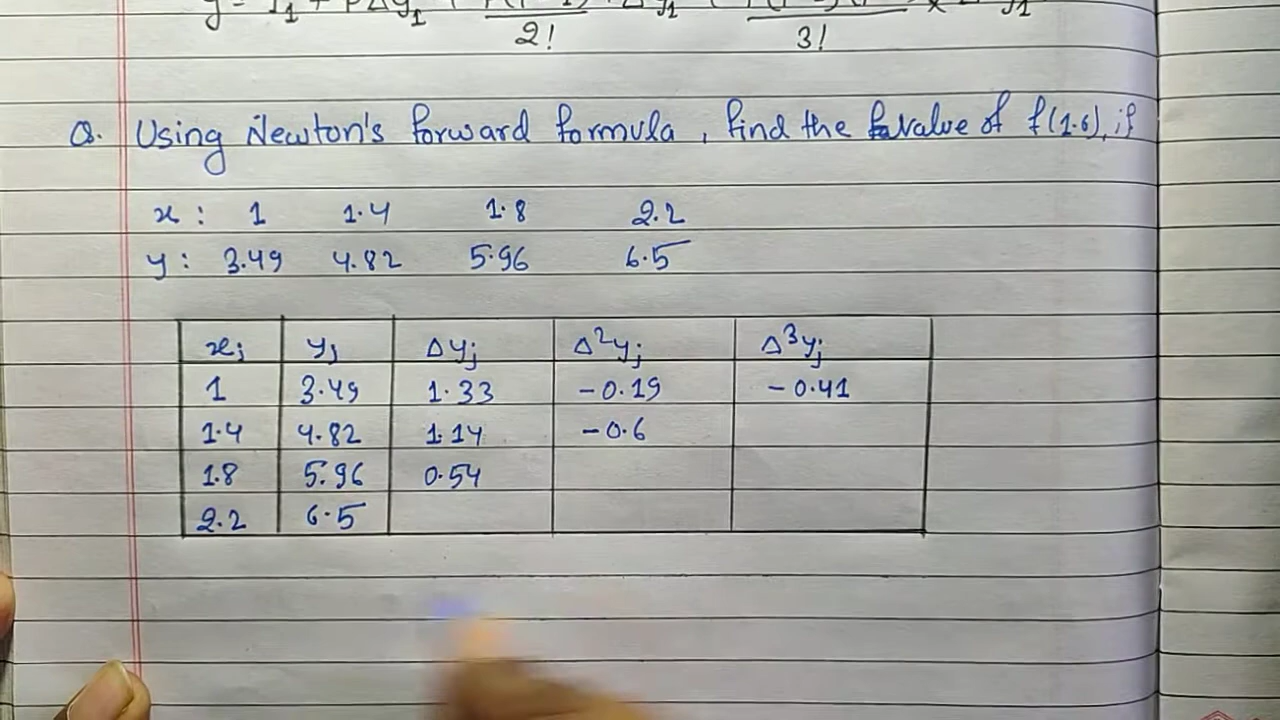 2! 3!
Q. Using Newton's forward formula, find the value of f(1.6), if
x : 1 1.4 1.8 2.2
y : 3.49 4.82 5.96 6.5
xⱼ yⱼ Δyⱼ Δ²yⱼ Δ³yⱼ
1 3.49 1.33 -0.19 -0.41
1.4 4.82 1.14 -0.6
1.8 5.96 0.54
2.2 6.5